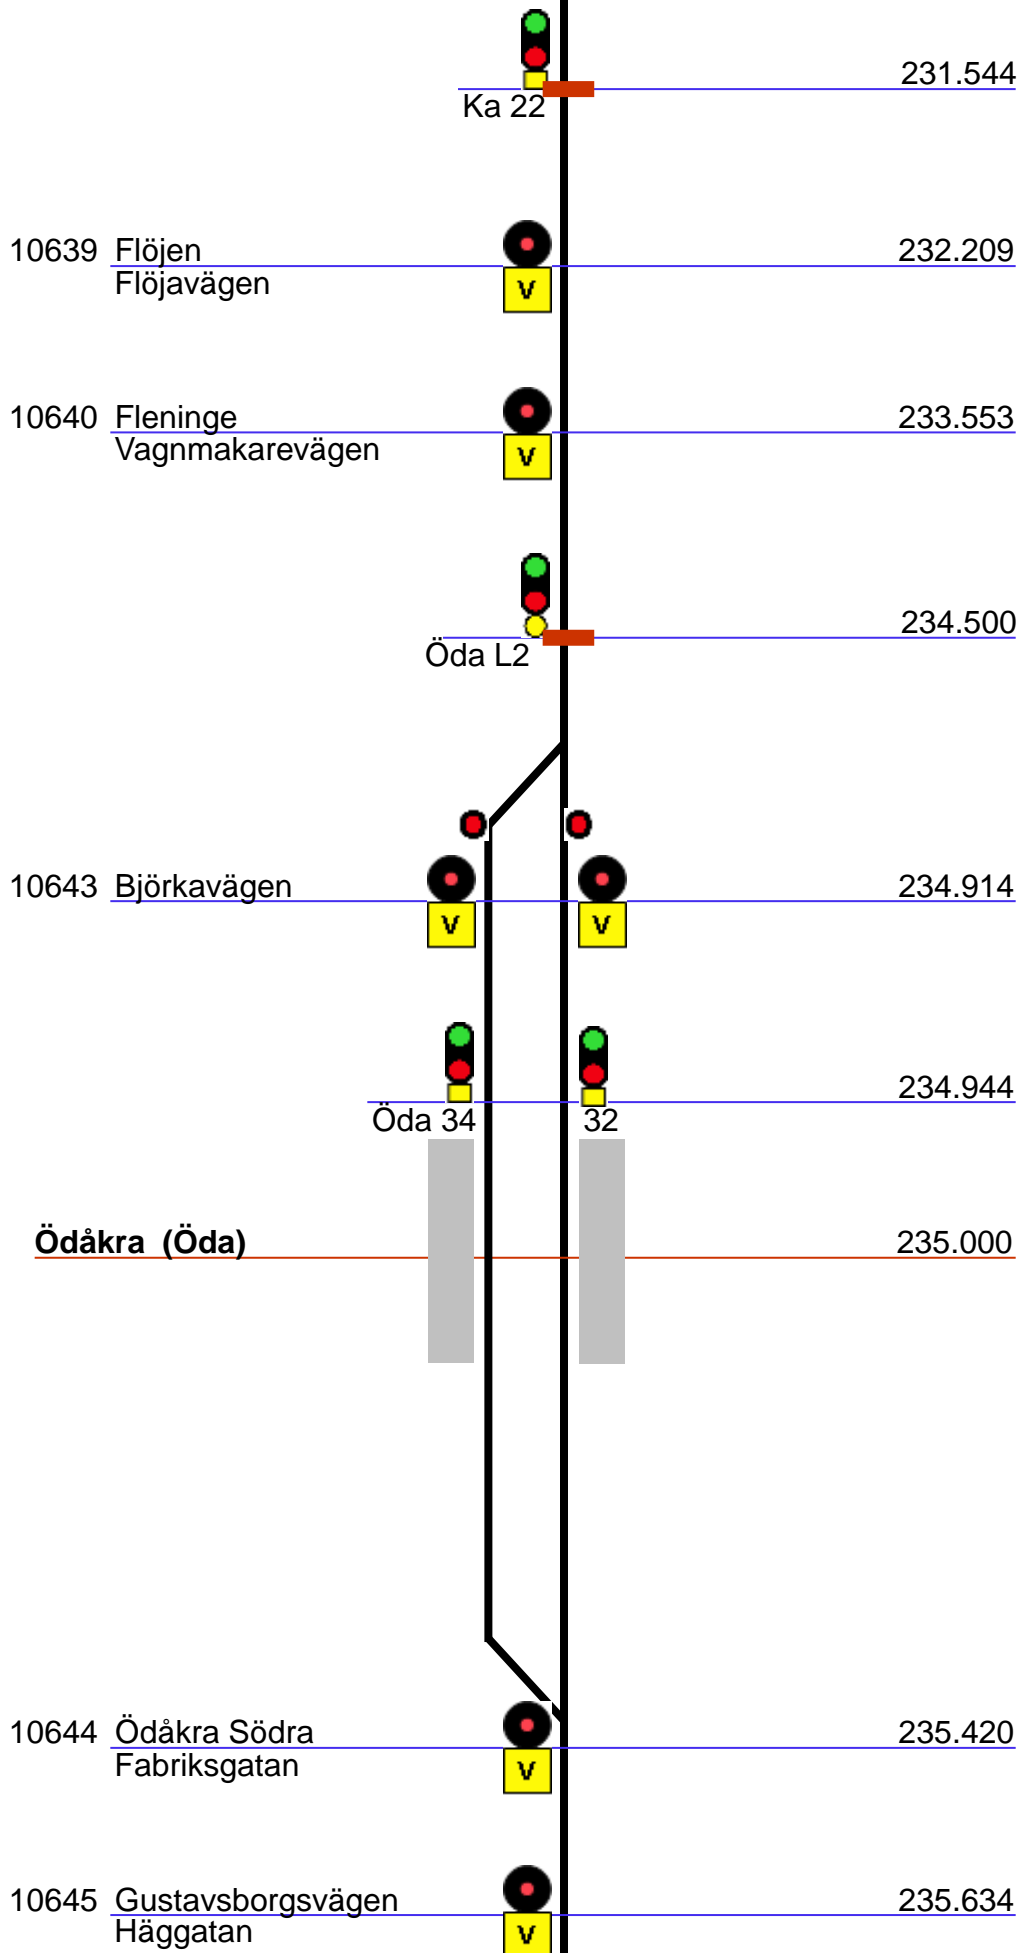 231.544
Ka 22
10639 Flöjen 232.209
Flöjavägen
V
10640 Fleninge 233.553
Vagnmakarevägen
V
234.500
Öda L2
10643 Björkavägen 234.914
V V
234.944
Öda 34 32
Ödåkra (Öda) 235.000
10644 Ödåkra Södra 235.420
Fabriksgatan
V
10645 Gustavsborgsvägen 235.634
Häggatan
V